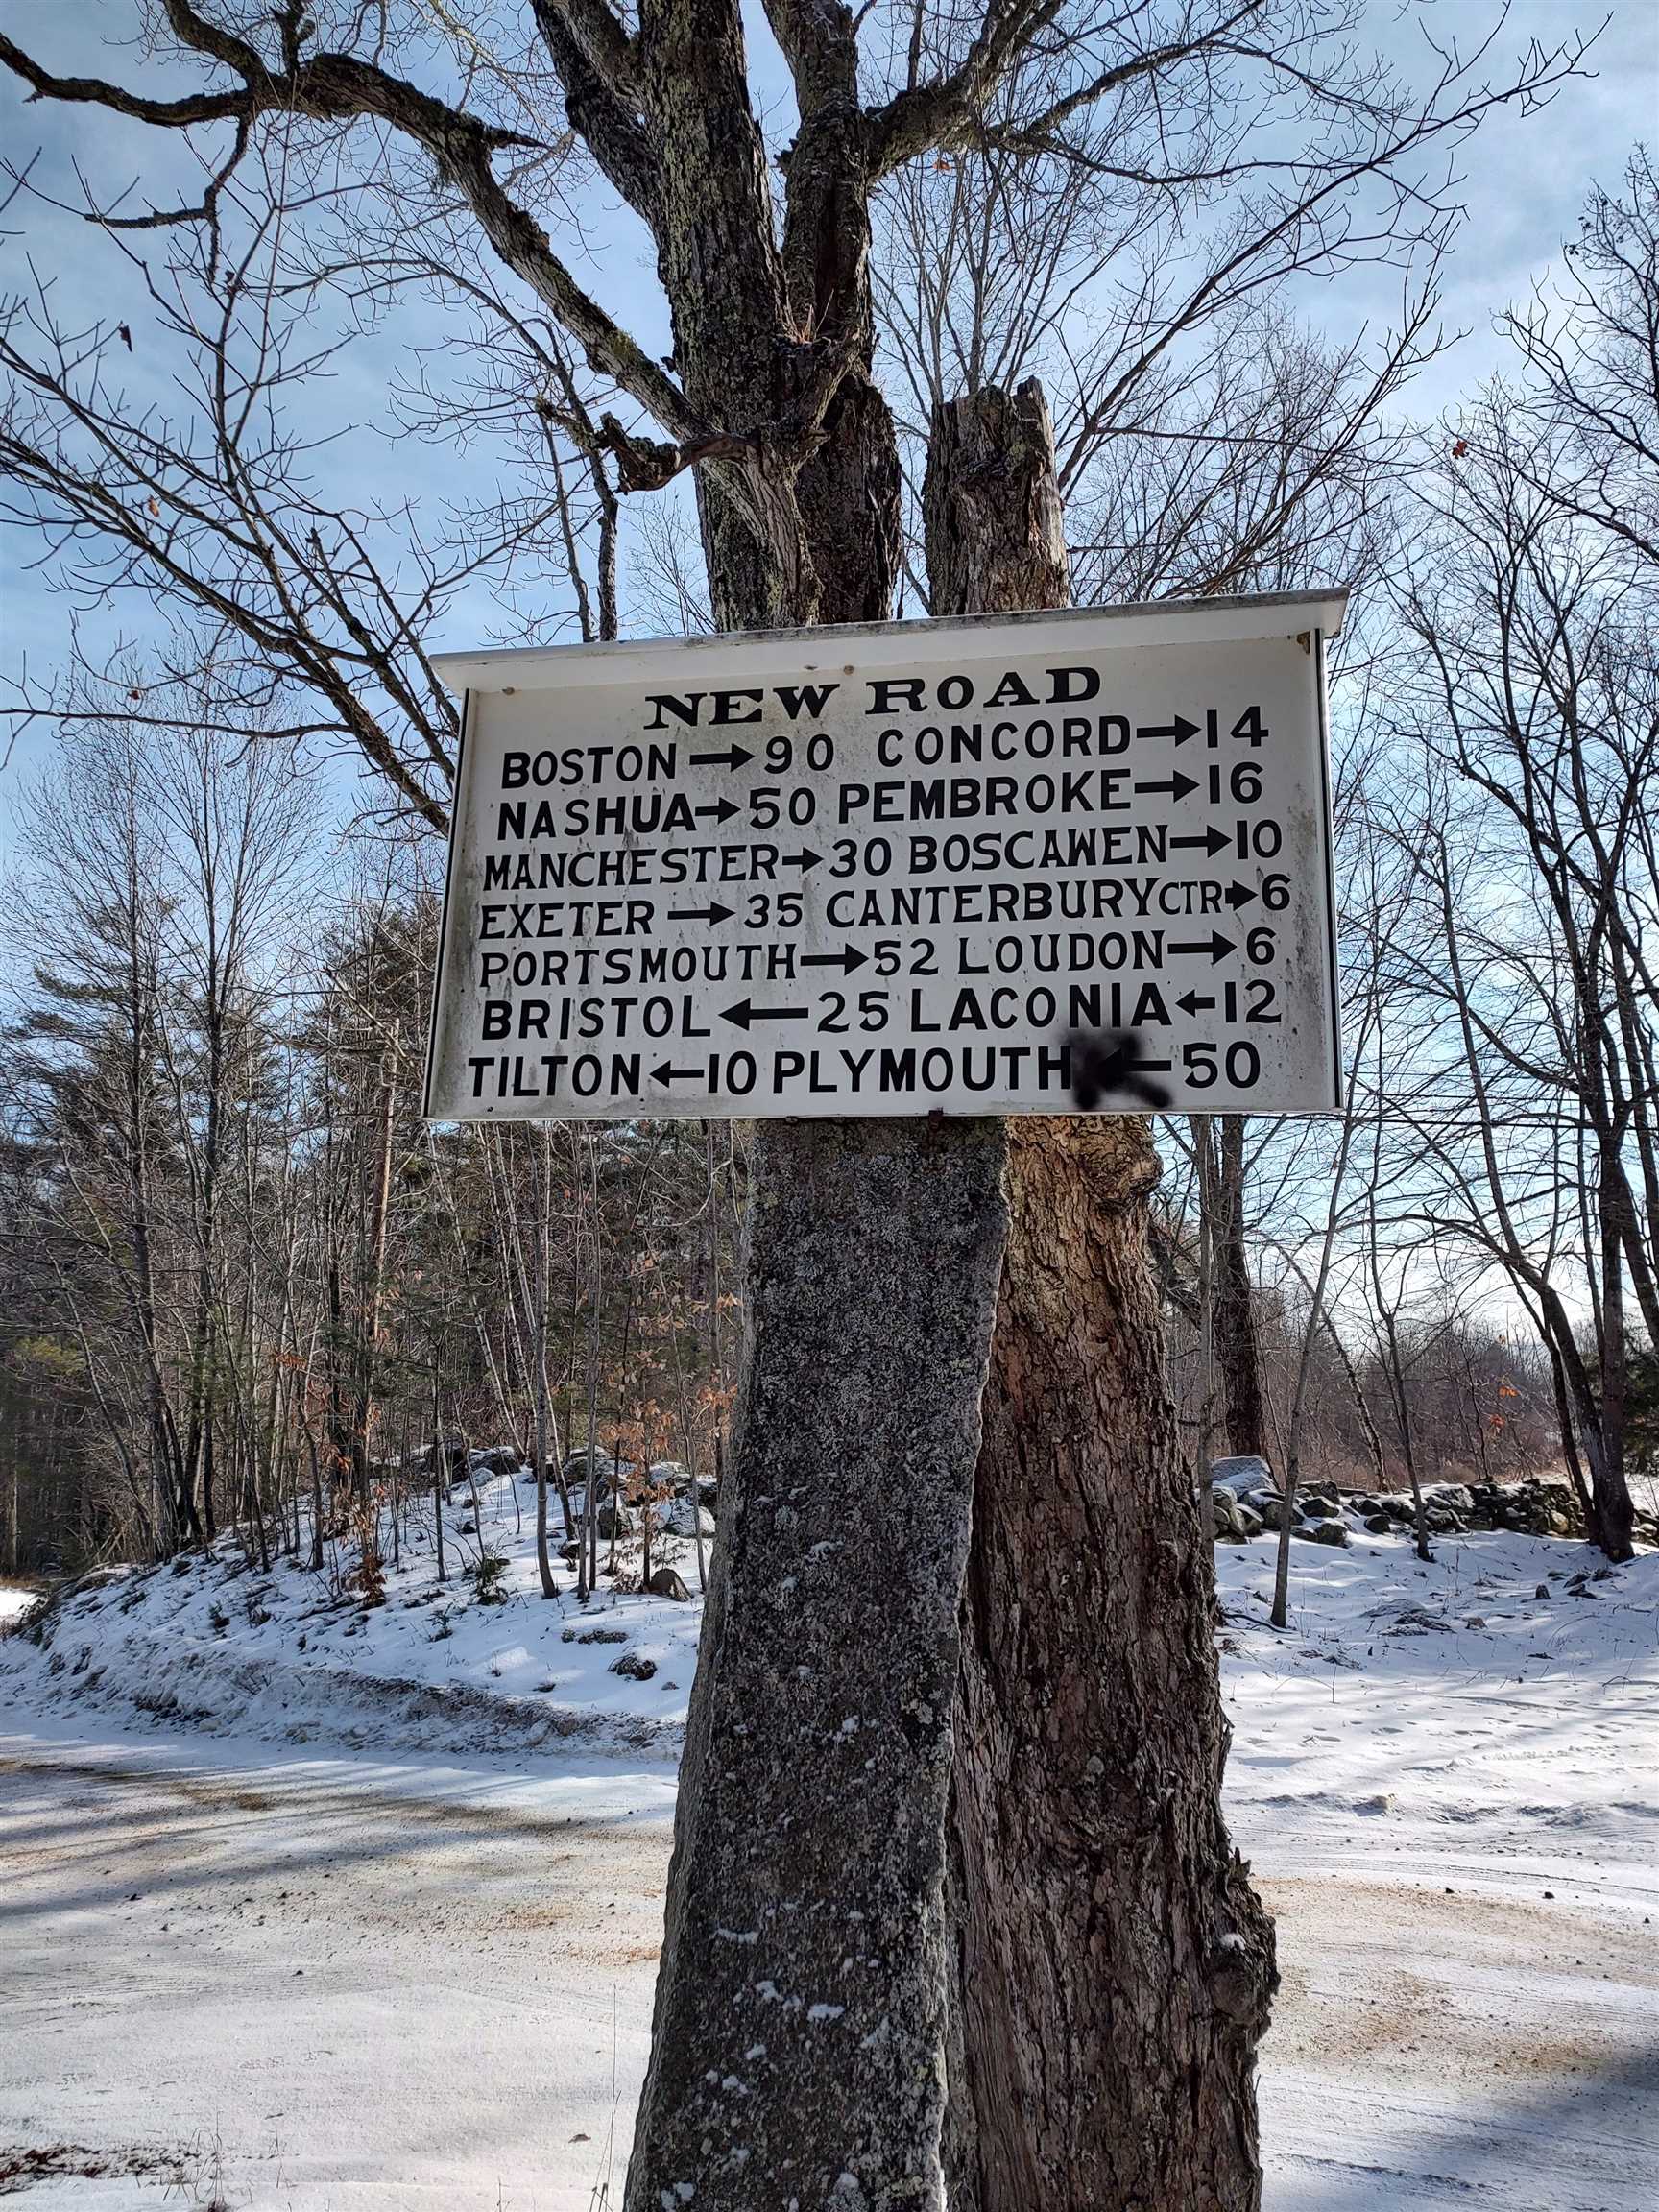 NEW ROAD
BOSTON → 90 CONCORD → 14
NASHUA → 50 PEMBROKE → 16
MANCHESTER → 30 BOSCAWEN → 10
EXETER → 35 CANTERBURY CTR → 6
PORTSMOUTH → 52 LOUDON → 6
BRISTOL ← 25 LACONIA ← 12
TILTON ← 10 PLYMOUTH ← 50